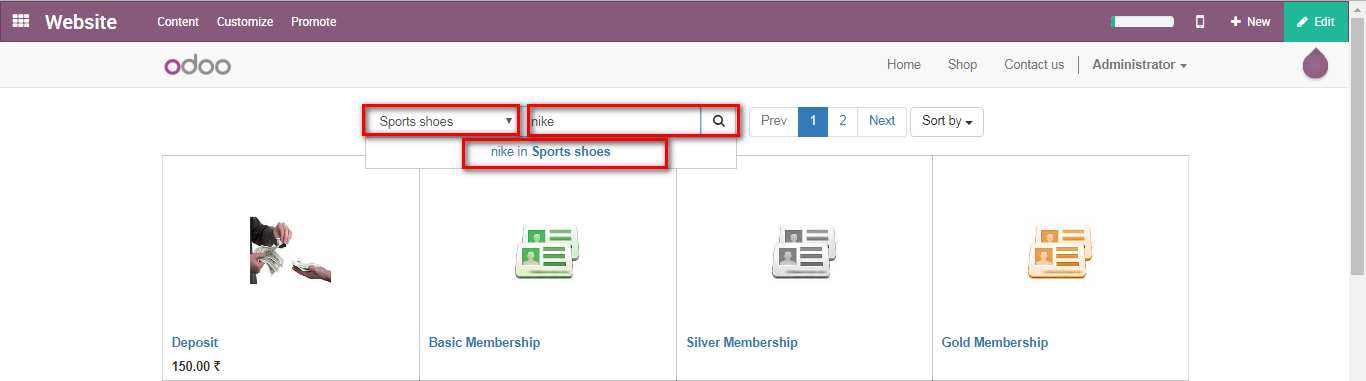 Website Content Customize Promote New Edit
odoo Home Shop Contact us Administrator
Sports shoes nike Prev 1 2 Next Sort by
nike in Sports shoes
Deposit Basic Membership Silver Membership Gold Membership
150.00 ₹